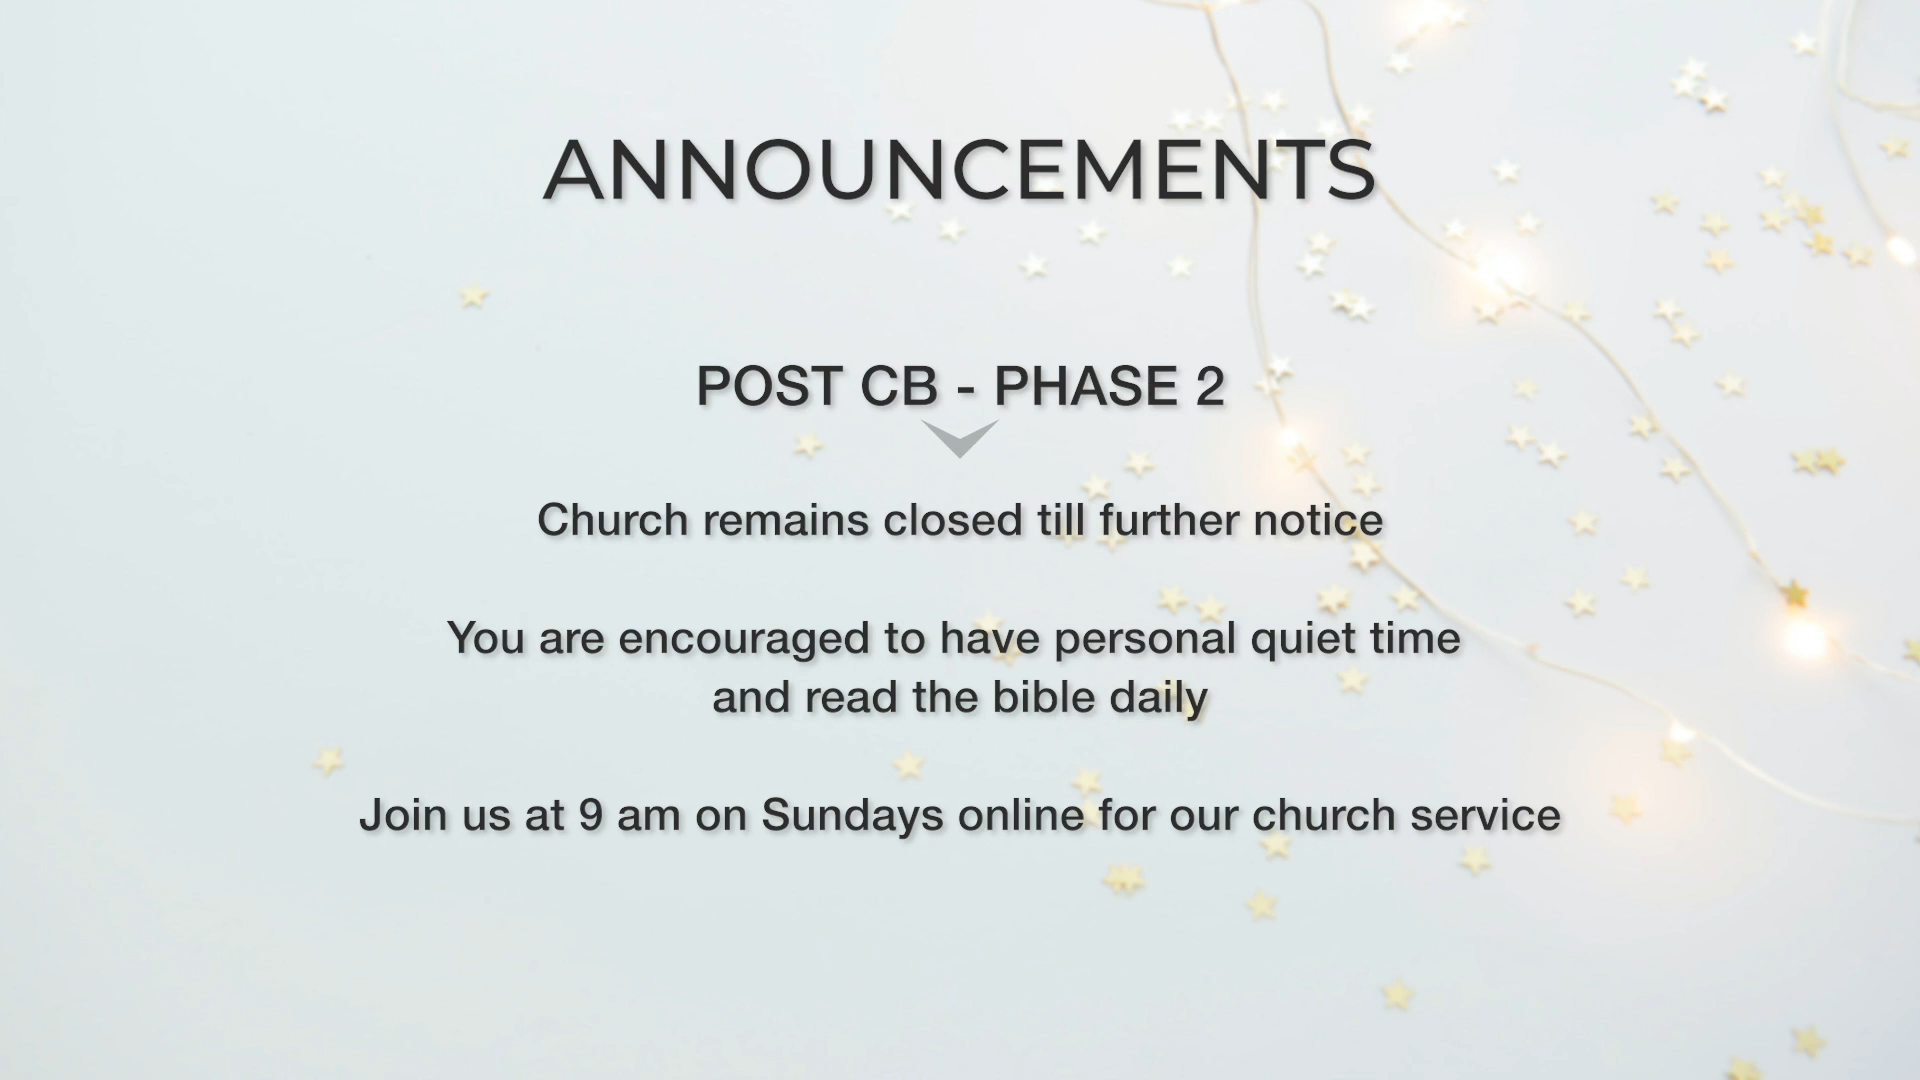 ANNOUNCEMENTS
POST CB - PHASE 2
Church remains closed till further notice
You are encouraged to have personal quiet time
and read the bible daily
Join us at 9 am on Sundays online for our church service